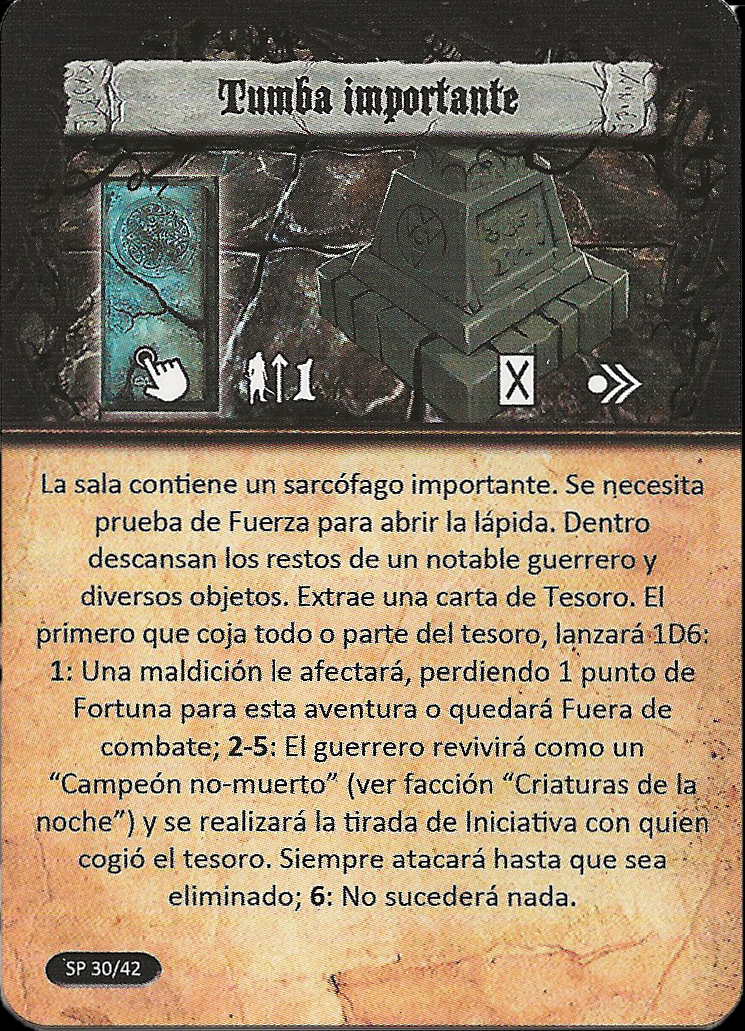 Tumba importante
1
X
La sala contiene un sarcófago importante. Se necesita
prueba de Fuerza para abrir la lápida. Dentro
descansan los restos de un notable guerrero y
diversos objetos. Extrae una carta de Tesoro. El
primero que coja todo o parte del tesoro, lanzará 1D6:
1: Una maldición le afectará, perdiendo 1 punto de
Fortuna para esta aventura o quedará Fuera de
combate; 2-5: El guerrero revivirá como un
“Campeón no-muerto” (ver facción “Criaturas de la
noche”) y se realizará la tirada de Iniciativa con quien
cogió el tesoro. Siempre atacará hasta que sea
eliminado; 6: No sucederá nada.
SP 30/42